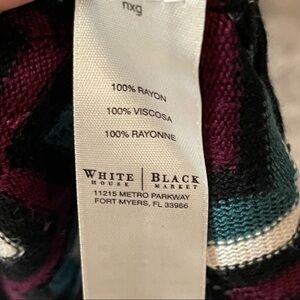 nxg
100% RAYON
100% VISCOSA
100% RAYONNE
WHITE | BLACK
HOUSE | MARKET
11215 METRO PARKWAY
FORT MYERS, FL 33966